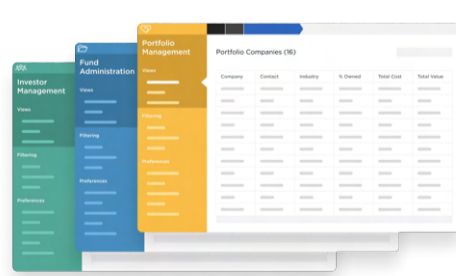 Investor
Management
Views
Filtering
Preferences
Fund
Administration
Views
Filtering
Preferences
Portfolio
Management
Views
Filtering
Preferences
Portfolio Companies (16)
Company Contact Industry % Owned Total Cost Total Value